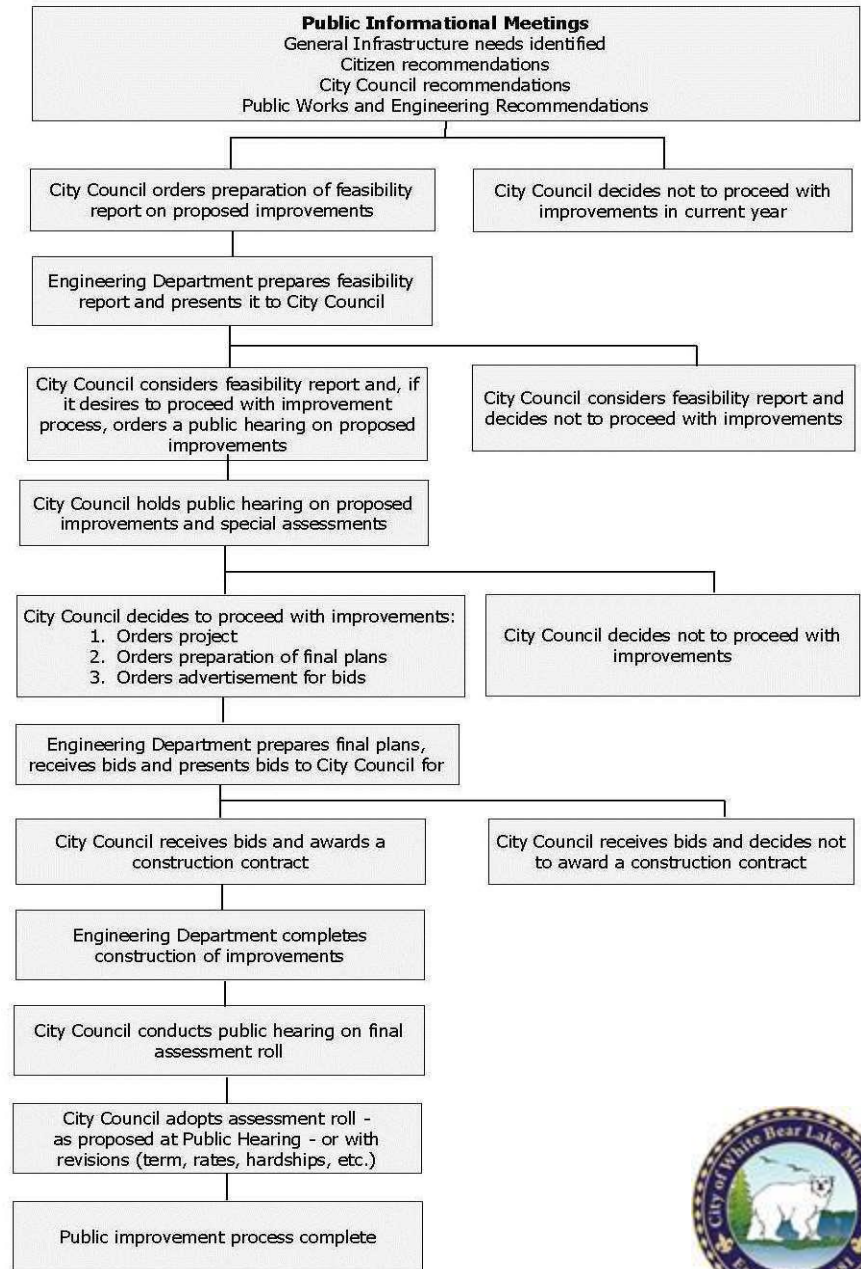 Public Informational Meetings
General Infrastructure needs identified
Citizen recommendations
City Council recommendations
Public Works and Engineering Recommendations
City Council orders preparation of feasibility
report on proposed improvements
City Council decides not to proceed with
improvements in current year
Engineering Department prepares feasibility
report and presents it to City Council
City Council considers feasibility report and, if
it desires to proceed with improvement
process, orders a public hearing on proposed
improvements
City Council considers feasibility report and
decides not to proceed with improvements
City Council holds public hearing on proposed
improvements and special assessments
City Council decides to proceed with improvements:
1. Orders project
2. Orders preparation of final plans
3. Orders advertisement for bids
City Council decides not to proceed with
improvements
Engineering Department prepares final plans,
receives bids and presents bids to City Council for
City Council receives bids and awards a
construction contract
City Council receives bids and decides not
to award a construction contract
Engineering Department completes
construction of improvements
City Council conducts public hearing on final
assessment roll
City Council adopts assessment roll -
as proposed at Public Hearing - or with
revisions (term, rates, hardships, etc.)
Public improvement process complete
City of White Bear Lake